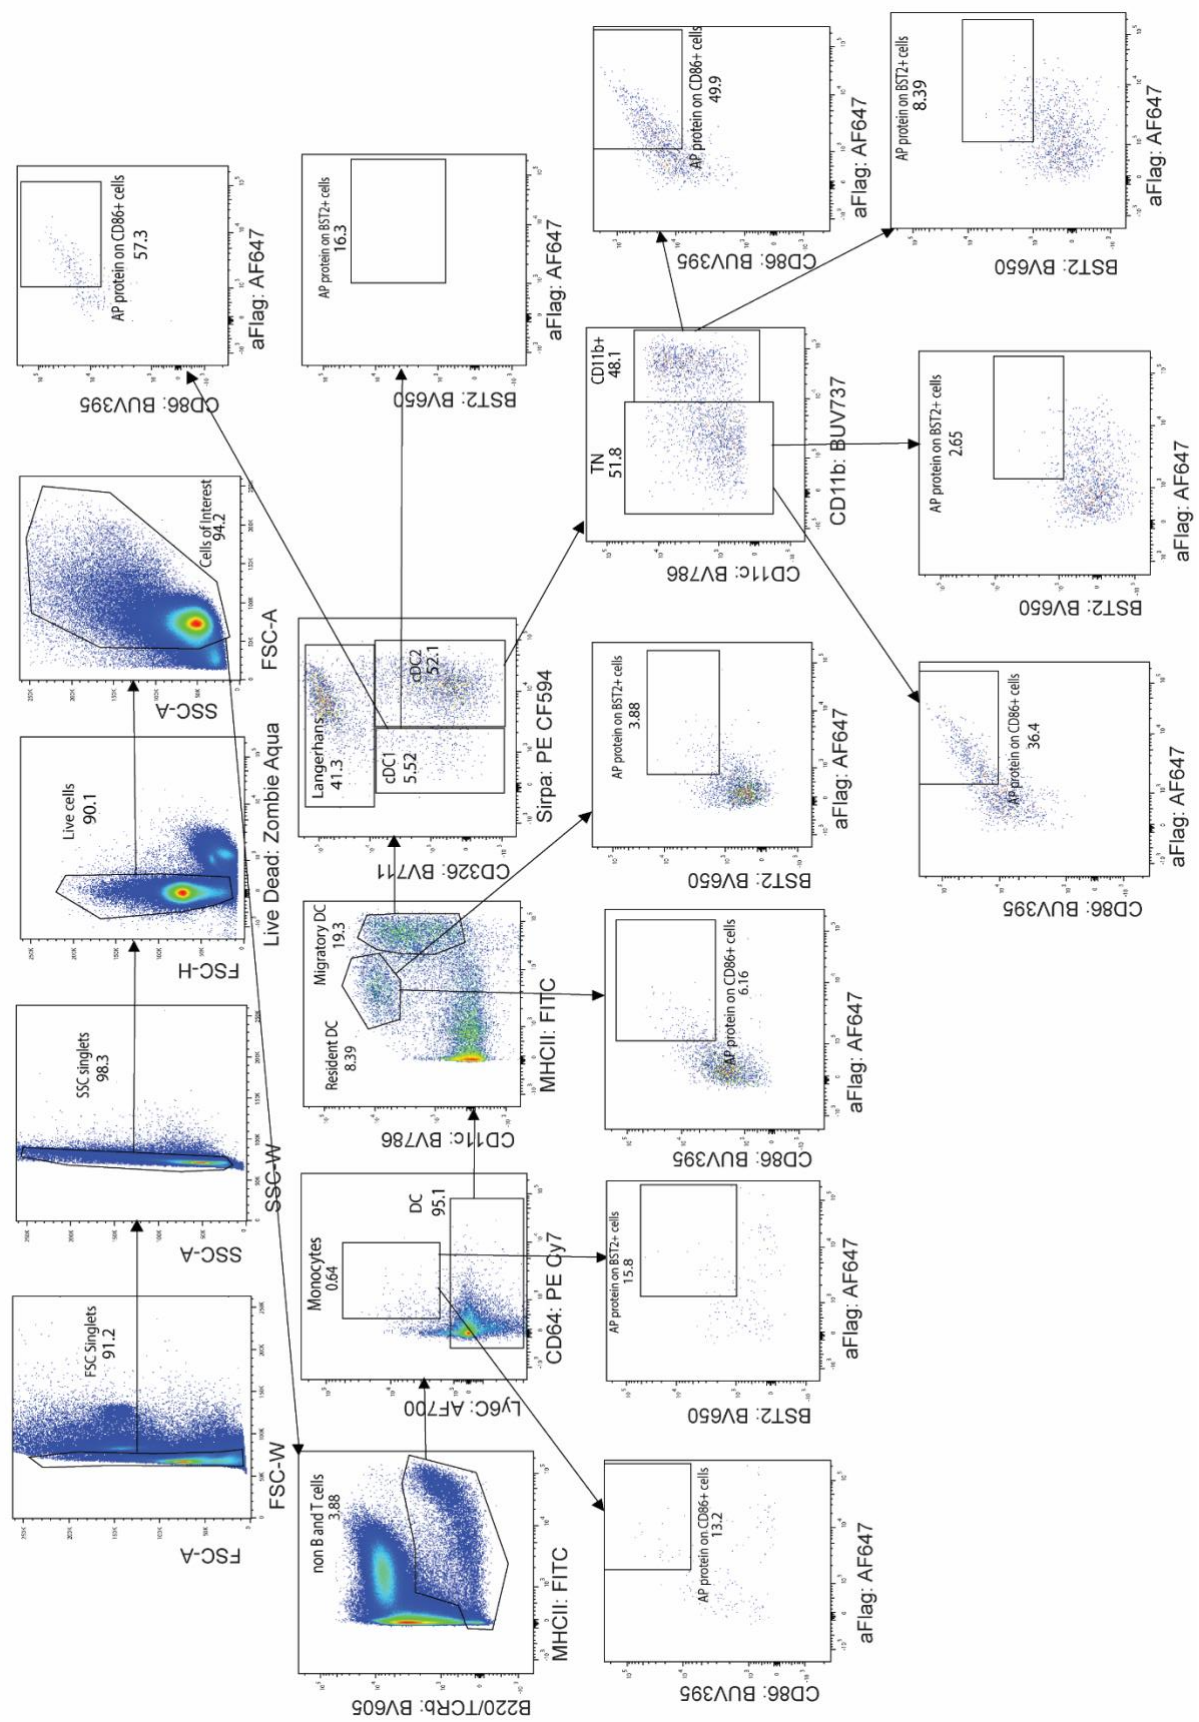 FSC Singlets
91.2
FSC-A
FSC-W
SSC singlets
98.3
SSC-A
SSC-W
Live cells
90.1
FSC-H
Live Dead: Zombie Aqua
Cells of Interest
94.2
SSC-A
FSC-A
AP protein on CD86+ cells
57.3
CD86: BUV395
aFlag: AF647
non B and T cells
3.88
B220/TCRb: BV605
MHCII: FITC
Monocytes
0.64
DC
95.1
Ly6C: AF700
CD64: PE Cy7
Resident DC
8.39
Migratory DC
19.3
CD11c: BV786
MHCII: FITC
Langerhans
41.3
cDC1
5.52
cDC2
52.1
CD326: BV711
Sirpa: PE CF594
AP protein on BST2+ cells
16.3
BST2: BV650
aFlag: AF647
AP protein on CD86+ cells
13.2
CD86: BUV395
aFlag: AF647
AP protein on BST2+ cells
15.8
BST2: BV650
aFlag: AF647
AP protein on CD86+ cells
6.16
CD86: BUV395
aFlag: AF647
AP protein on BST2+ cells
3.88
BST2: BV650
aFlag: AF647
TN
51.8
CD11b+
48.1
CD11c: BV786
CD11b: BUV737
AP protein on CD86+ cells
49.9
CD86: BUV395
aFlag: AF647
AP protein on CD86+ cells
36.4
CD86: BUV395
aFlag: AF647
AP protein on BST2+ cells
2.65
BST2: BV650
aFlag: AF647
AP protein on BST2+ cells
8.39
BST2: BV650
aFlag: AF647